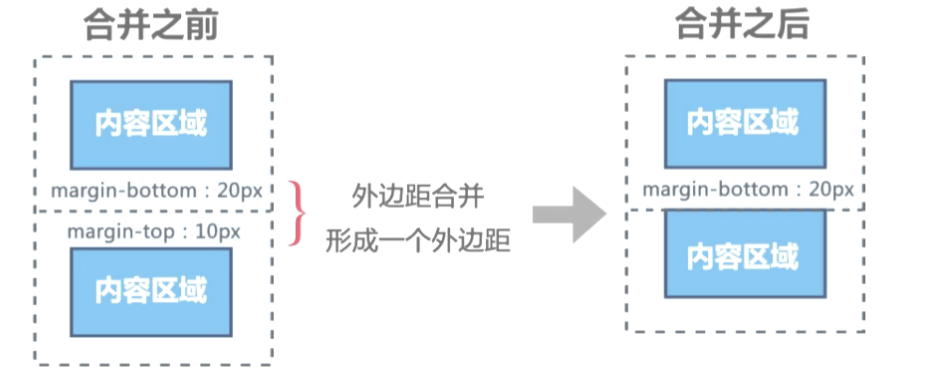 合并之前
内容区域
margin-bottom：20px
margin-top：10px
内容区域
外边距合并
形成一个外边距
合并之后
内容区域
margin-bottom：20px
内容区域